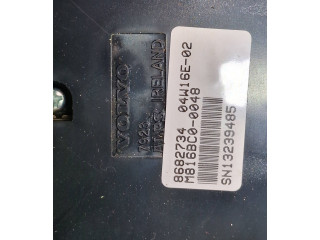 VOLVO
IRELAND
04W16E-02
8682734
M816BC0-0048
SN13239485